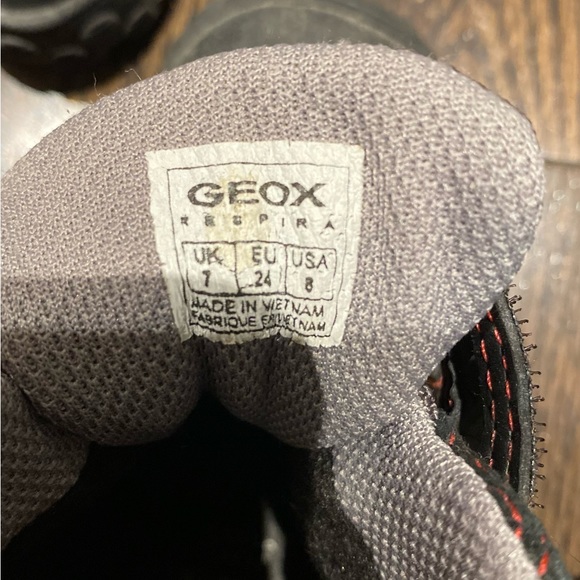 GEOX
RESPIRA
UK EU USA
7 24 8
MADE IN VIETNAM
FABRIQUE EN VIETNAM